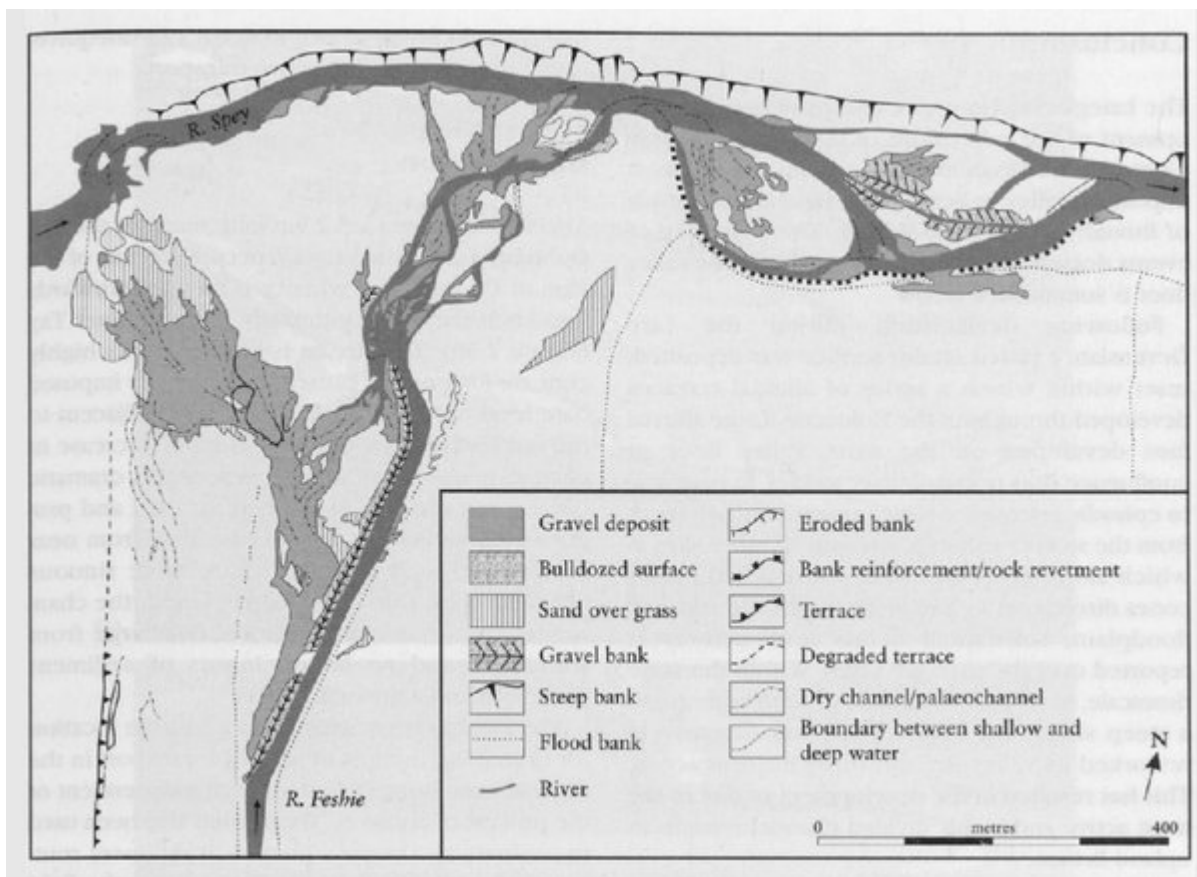 R. Spey
Gravel deposit
Bulldozed surface
Sand over grass
Gravel bank
Steep bank
Flood bank
River
Eroded bank
Bank reinforcement/rock revetment
Terrace
Degraded terrace
Dry channel/palaeochannel
Boundary between shallow and
deep water
R. Feshie
N
0 metres 400